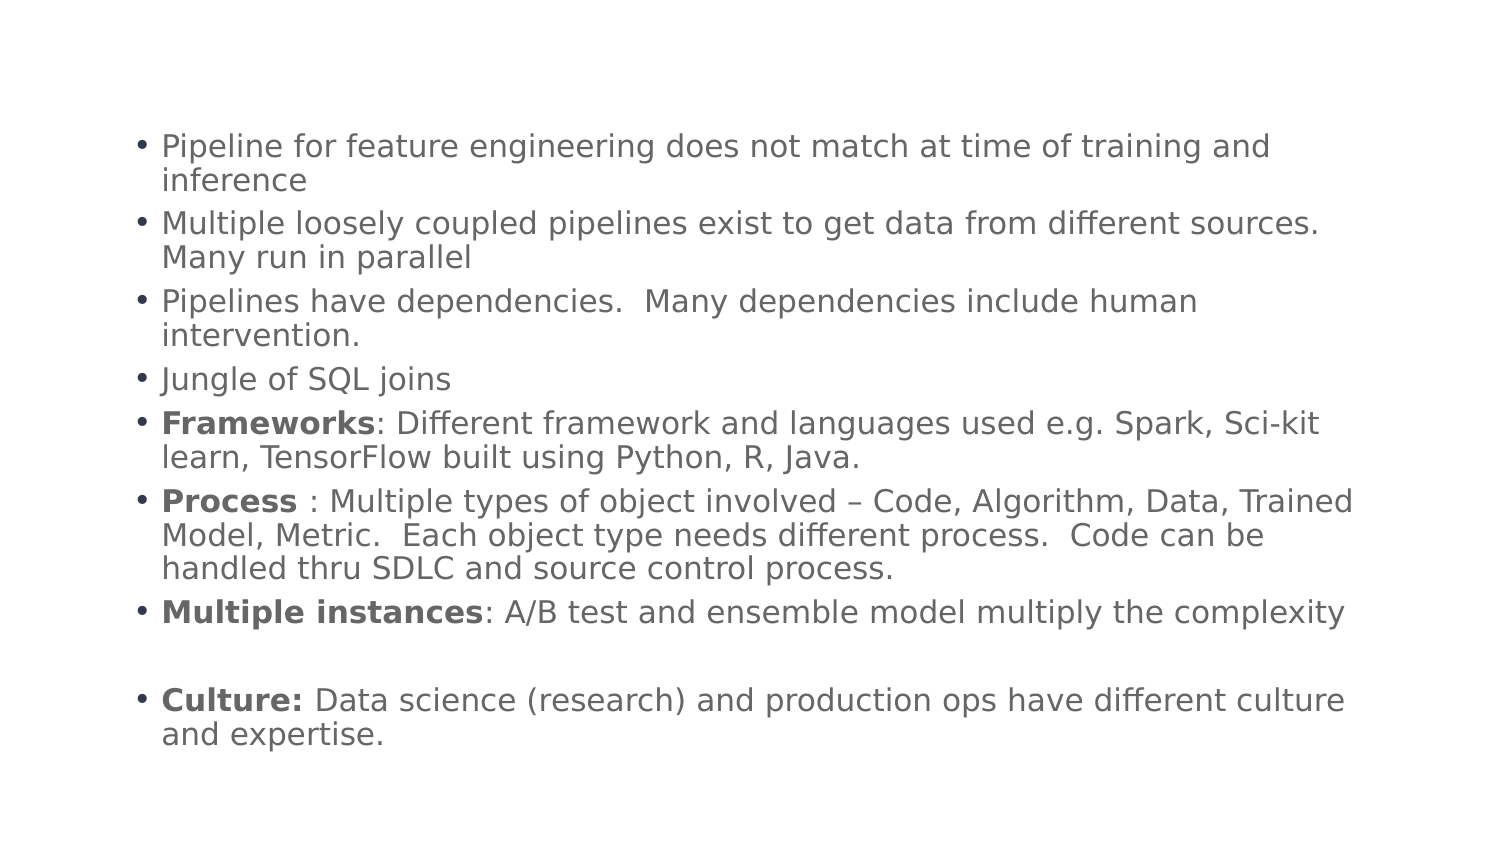 • Pipeline for feature engineering does not match at time of training and
inference
• Multiple loosely coupled pipelines exist to get data from different sources.
Many run in parallel
• Pipelines have dependencies.  Many dependencies include human
intervention.
• Jungle of SQL joins
• Frameworks: Different framework and languages used e.g. Spark, Sci-kit
learn, TensorFlow built using Python, R, Java.
• Process : Multiple types of object involved – Code, Algorithm, Data, Trained
Model, Metric.  Each object type needs different process.  Code can be
handled thru SDLC and source control process.
• Multiple instances: A/B test and ensemble model multiply the complexity
• Culture: Data science (research) and production ops have different culture
and expertise.